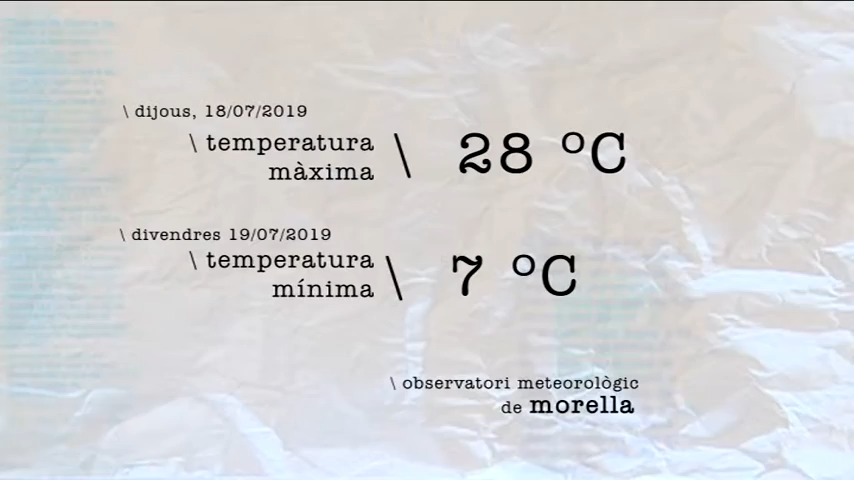 \ dijous, 18/07/2019
\ temperatura
màxima \ 28 ºC
\ divendres 19/07/2019
\ temperatura
mínima \ 7 ºC
\ observatori meteorològic
de morella